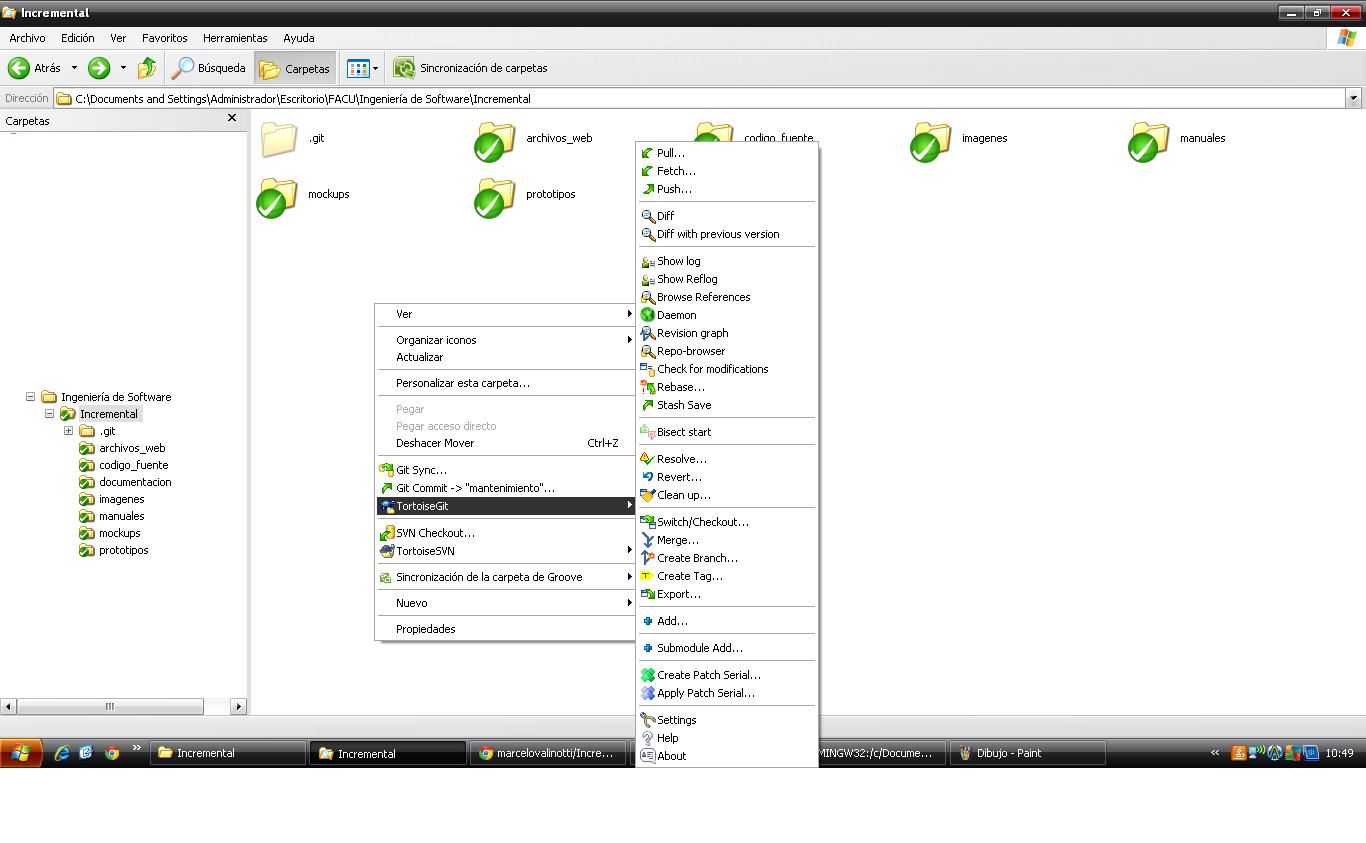 Incremental
Archivo Edición Ver Favoritos Herramientas Ayuda
Atrás Búsqueda Carpetas Sincronización de carpetas
Dirección C:\Documents and Settings\Administrador\Escritorio\FACU\Ingeniería de Software\Incremental
Carpetas
Ingeniería de Software
Incremental
.git
archivos_web
codigo_fuente
documentacion
imagenes
manuales
mockups
prototipos
.git
archivos_web
codigo_fuente
imagenes
manuales
mockups
prototipos
Ver
Organizar iconos
Actualizar
Personalizar esta carpeta...
Pegar
Pegar acceso directo
Deshacer Mover Ctrl+Z
Git Sync...
Git Commit -> "mantenimiento"...
TortoiseGit
SVN Checkout...
TortoiseSVN
Sincronización de la carpeta de Groove
Nuevo
Propiedades
Pull...
Fetch...
Push...
Diff
Diff with previous version
Show log
Show Reflog
Browse References
Daemon
Revision graph
Repo-browser
Check for modifications
Rebase...
Stash Save
Bisect start
Resolve...
Revert...
Clean up...
Switch/Checkout...
Merge...
Create Branch...
Create Tag...
Export...
Add...
Submodule Add...
Create Patch Serial...
Apply Patch Serial...
Settings
Help
About
» Incremental Incremental marcelovalinotti/Incre... MINGW32:/c/Docume... Dibujo - Paint « 10:49